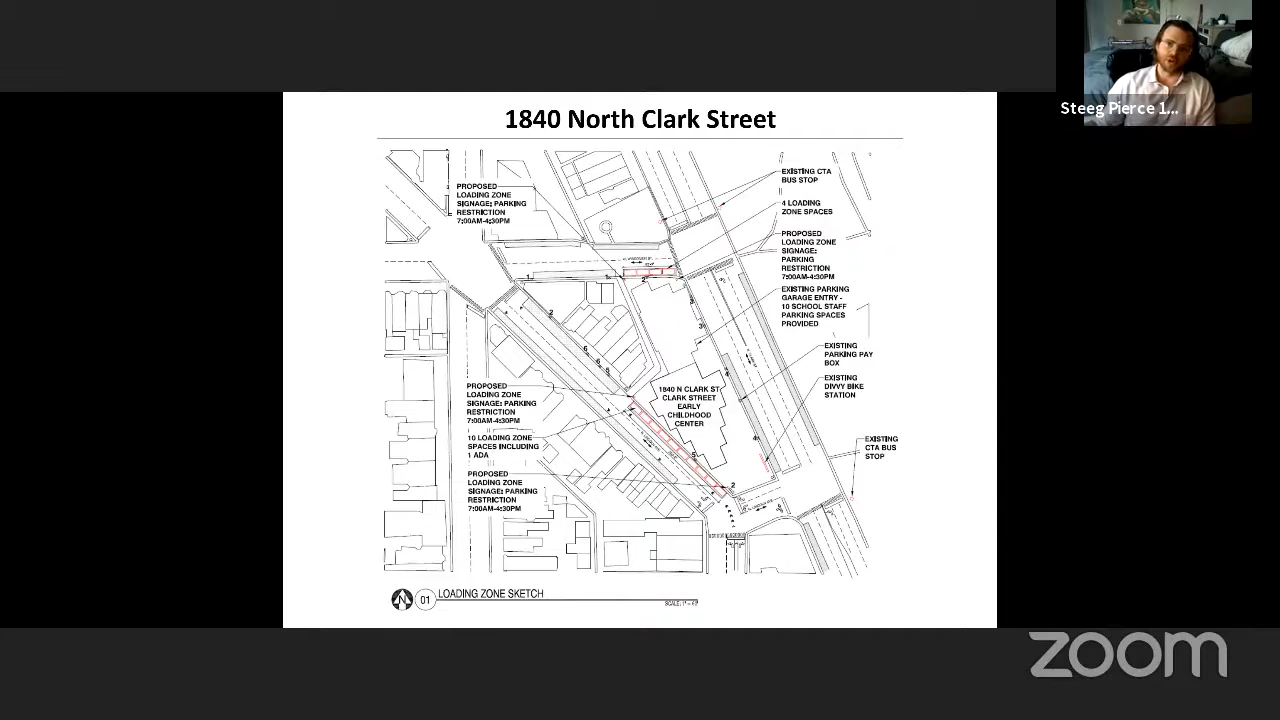 Steeg Pierce 1...
1840 North Clark Street
PROPOSED
LOADING ZONE
SIGNAGE; PARKING
RESTRICTION
7:00AM-4:30PM
EXISTING CTA
BUS STOP
4 LOADING
ZONE SPACES
PROPOSED
LOADING ZONE
SIGNAGE:
PARKING
RESTRICTION
7:00AM-4:30PM
EXISTING PARKING
GARAGE ENTRY -
10 SCHOOL STAFF
PARKING SPACES
PROVIDED
EXISTING
PARKING PAY
BOX
EXISTING
DIVVY BIKE
STATION
EXISTING
CTA BUS
STOP
1840 N CLARK ST
CLARK STREET
EARLY
CHILDHOOD
CENTER
PROPOSED
LOADING ZONE
SIGNAGE; PARKING
RESTRICTION
7:00AM-4:30PM
10 LOADING ZONE
SPACES INCLUDING
1 ADA
PROPOSED
LOADING ZONE
SIGNAGE; PARKING
RESTRICTION
7:00AM-4:30PM
N
01
LOADING ZONE SKETCH
zoom